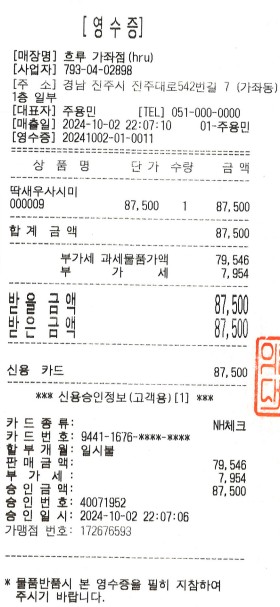 [영수증]
[매장명] 흐루 가좌점(hru)
[사업자] 793-04-02898
[주 소] 경남 진주시 진주대로542번길 7 (가좌동)
1층 일부
[대표자] 주용민 [TEL] 051-000-0000
[매출일] 2024-10-02 22:07:10 01-주용민
[영수증] 20241002-01-0011
상 품 명 단가 수량 금 액
딱새우사시미
000009 87,500 1 87,500
합 계 금 액 87,500
부가세 과세물품가액 79,546
부 가 세 7,954
받을금액 87,500
받은금액 87,500
신용 카드 87,500
*** 신용승인정보(고객용)[1] ***
카 드 종 류: NH체크
카 드 번 호: 9441-1676-****-****
할 부 개 월: 일시불
판 매 금 액: 79,546
부 가 세: 7,954
승 인 금 액: 87,500
승 인 번 호: 40071952
승 인 일 시: 2024-10-02 22:07:06
가맹점 번호: 172676593
* 물품반품시 본 영수증을 필히 지참하여
주시기 바랍니다.